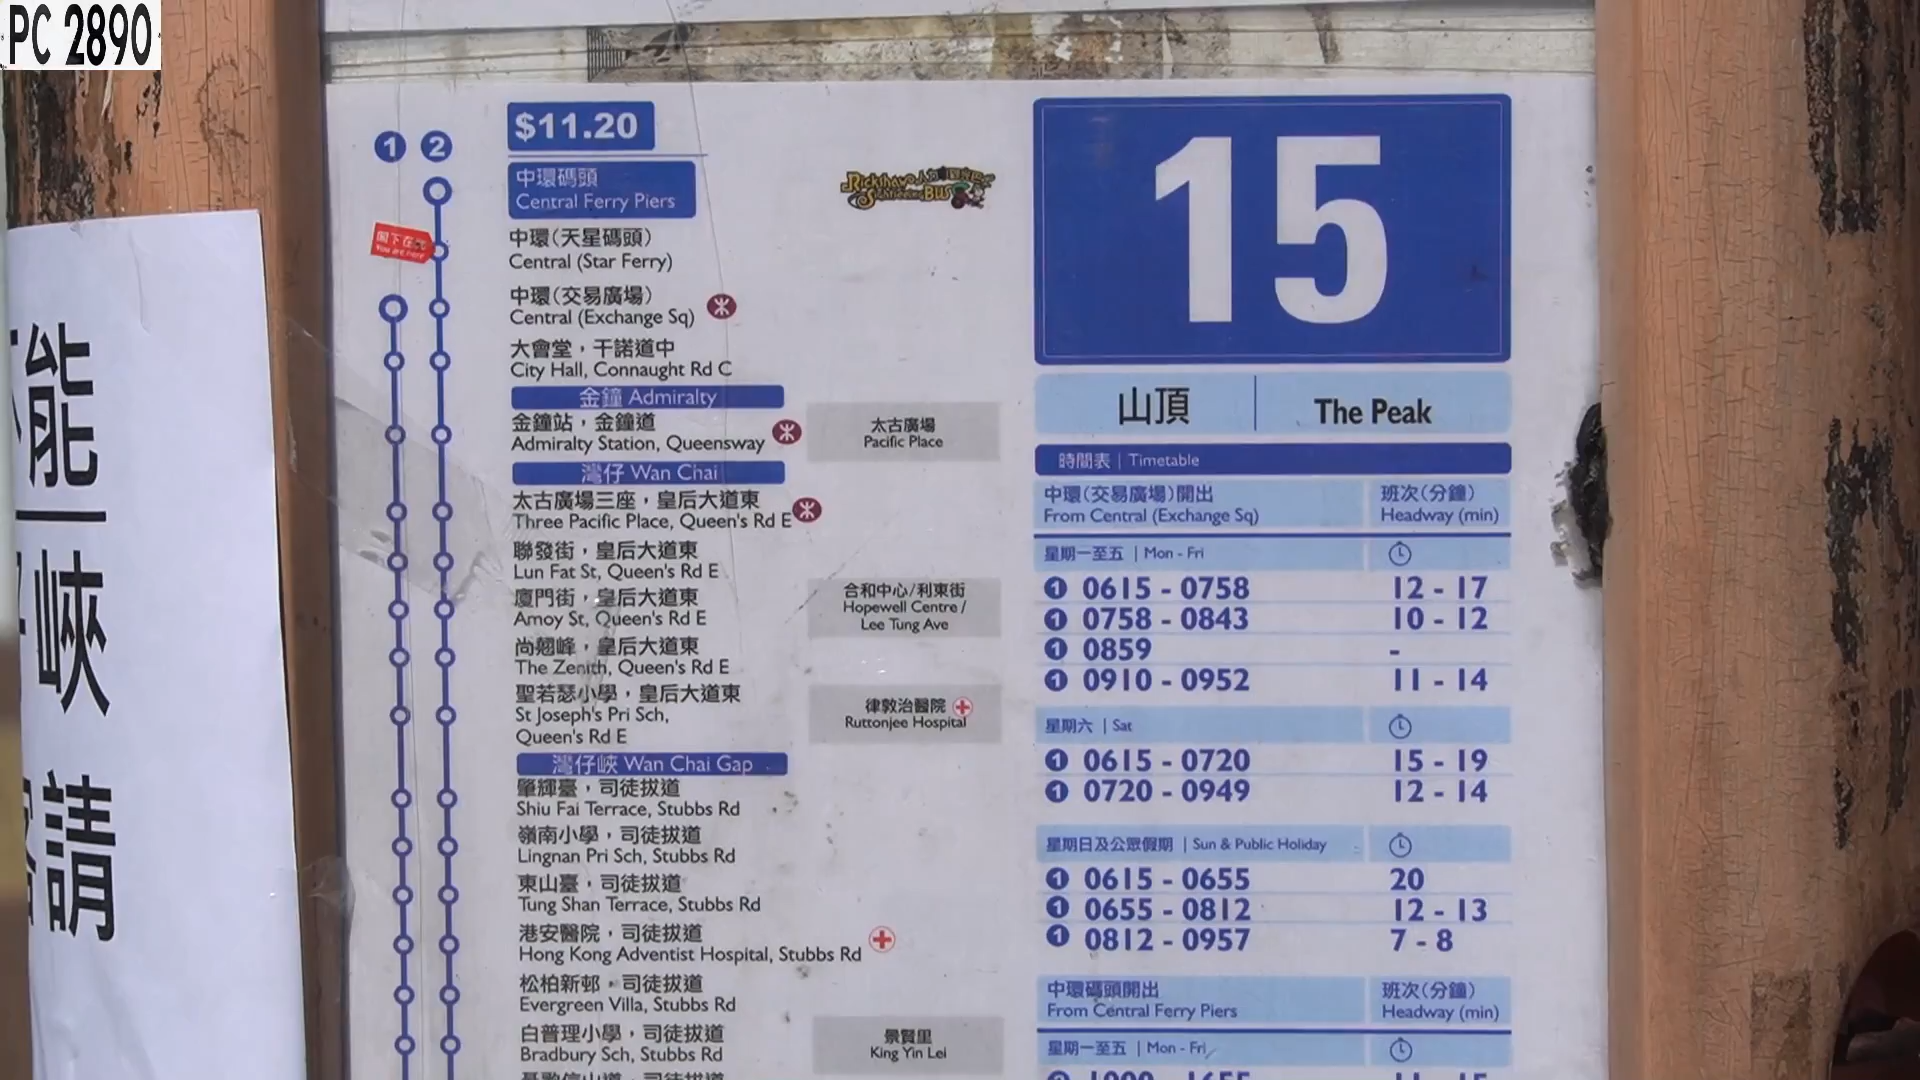 PC 2890
能
峽
請
1 2
$11.20
中環碼頭
Central Ferry Piers
閣下在此
You are here
中環(天星碼頭)
Central (Star Ferry)
中環(交易廣場)
Central (Exchange Sq)
大會堂，干諾道中
City Hall, Connaught Rd C
金鐘 Admiralty
金鐘站，金鐘道
Admiralty Station, Queensway
太古廣場
Pacific Place
灣仔 Wan Chai
太古廣場三座，皇后大道東
Three Pacific Place, Queen's Rd E
聯發街，皇后大道東
Lun Fat St, Queen's Rd E
廈門街，皇后大道東
Amoy St, Queen's Rd E
合和中心/利東街
Hopewell Centre /
Lee Tung Ave
尚翹峰，皇后大道東
The Zenith, Queen's Rd E
聖若瑟小學，皇后大道東
St Joseph's Pri Sch,
Queen's Rd E
律敦治醫院
Ruttonjee Hospital
灣仔峽 Wan Chai Gap
肇輝臺，司徒拔道
Shiu Fai Terrace, Stubbs Rd
嶺南小學，司徒拔道
Lingnan Pri Sch, Stubbs Rd
東山臺，司徒拔道
Tung Shan Terrace, Stubbs Rd
港安醫院，司徒拔道
Hong Kong Adventist Hospital, Stubbs Rd
松柏新邨，司徒拔道
Evergreen Villa, Stubbs Rd
白普理小學，司徒拔道
Bradbury Sch, Stubbs Rd
景賢里
King Yin Lei
Rickshaw
Sightseeing BUS
15
山頂 | The Peak
時間表 | Timetable
中環(交易廣場)開出 班次(分鐘)
From Central (Exchange Sq) Headway (min)
星期一至五 | Mon - Fri
1 0615 - 0758 12 - 17
1 0758 - 0843 10 - 12
1 0859 -
1 0910 - 0952 11 - 14
星期六 | Sat
1 0615 - 0720 15 - 19
1 0720 - 0949 12 - 14
星期日及公眾假期 | Sun & Public Holiday
1 0615 - 0655 20
1 0655 - 0812 12 - 13
1 0812 - 0957 7 - 8
中環碼頭開出 班次(分鐘)
From Central Ferry Piers Headway (min)
星期一至五 | Mon - Fri